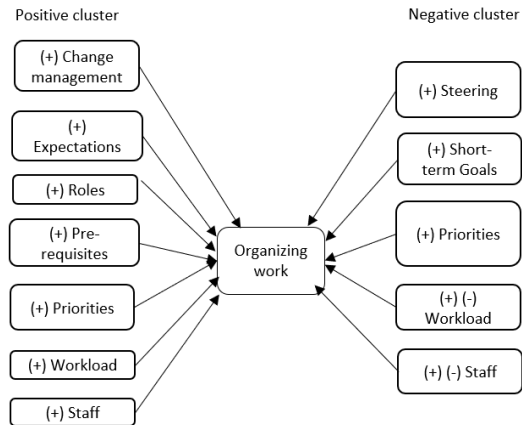 Positive cluster
Negative cluster
(+) Change
management
(+)
Expectations
(+) Roles
(+) Pre-
requisites
(+) Priorities
(+) Workload
(+) Staff
Organizing
work
(+) Steering
(+) Short-
term Goals
(+) Priorities
(+) (-)
Workload
(+) (-) Staff